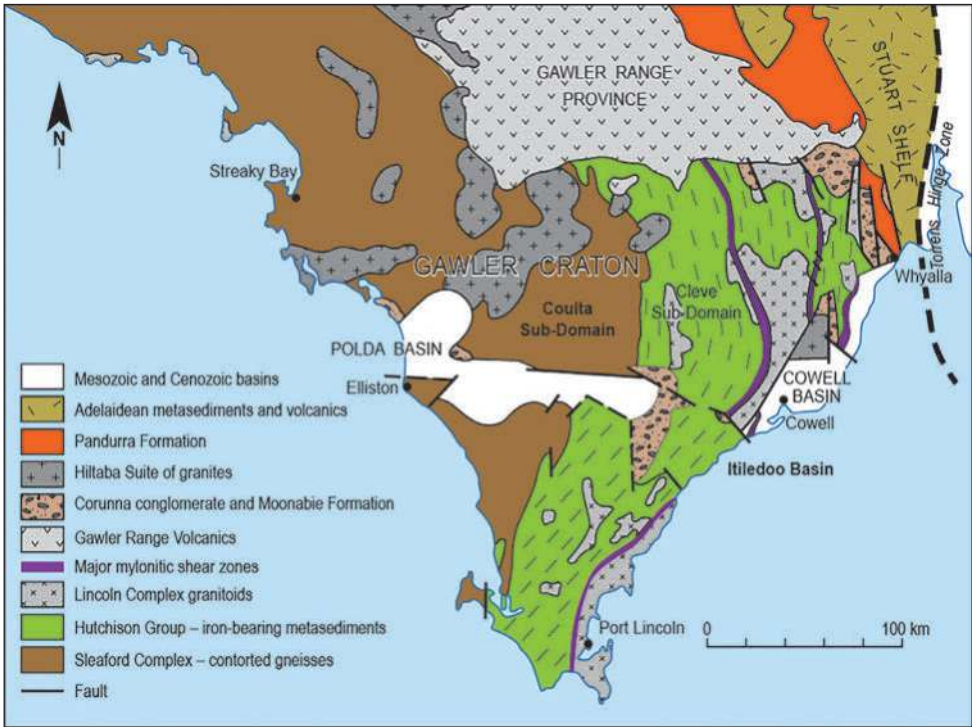 GAWLER RANGE
PROVINCE
STUART SHELF
Torrens Hinge Zone
N
Streaky Bay
GAWLER CRATON
Whyalla
Coulta
Sub-Domain
Cleve
Sub-Domain
POLDA BASIN
Elliston
COWELL
BASIN
Cowell
Itiledoo Basin
Port Lincoln
0 100 km
Mesozoic and Cenozoic basins
Adelaidean metasediments and volcanics
Pandurra Formation
Hiltaba Suite of granites
Corunna conglomerate and Moonabie Formation
Gawler Range Volcanics
Major mylonitic shear zones
Lincoln Complex granitoids
Hutchison Group – iron-bearing metasediments
Sleaford Complex – contorted gneisses
Fault